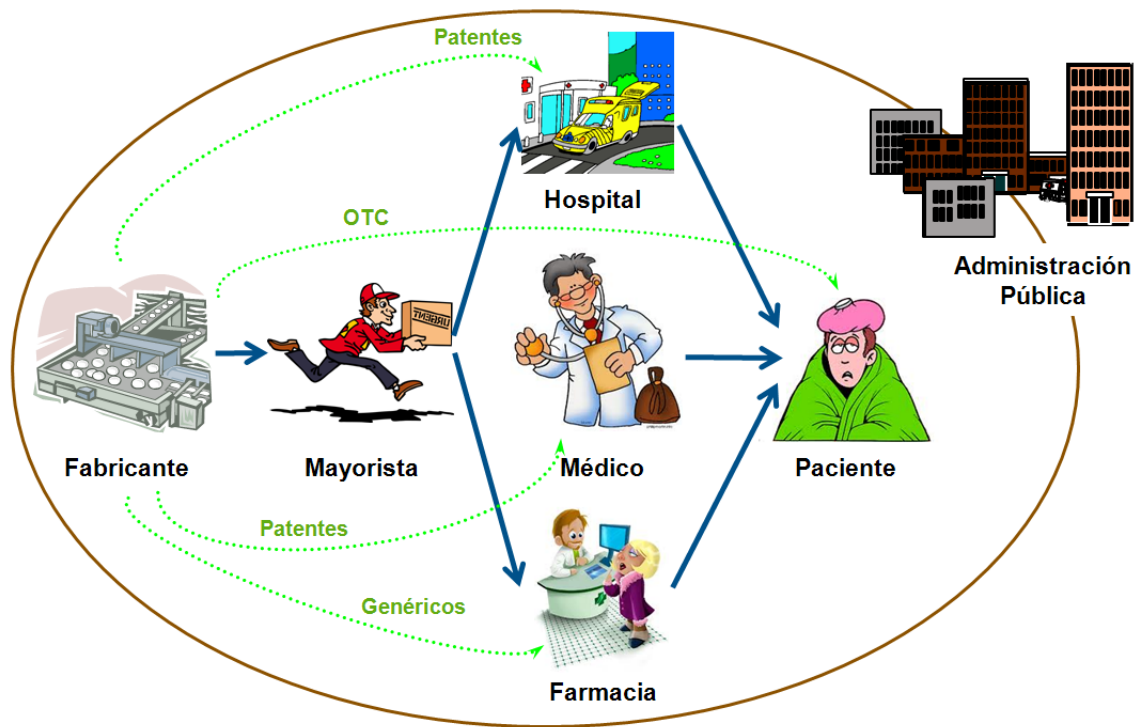 Patentes
Hospital
OTC
Administración
Pública
URGENT
Fabricante
Mayorista
Médico
Paciente
Patentes
Genéricos
Farmacia